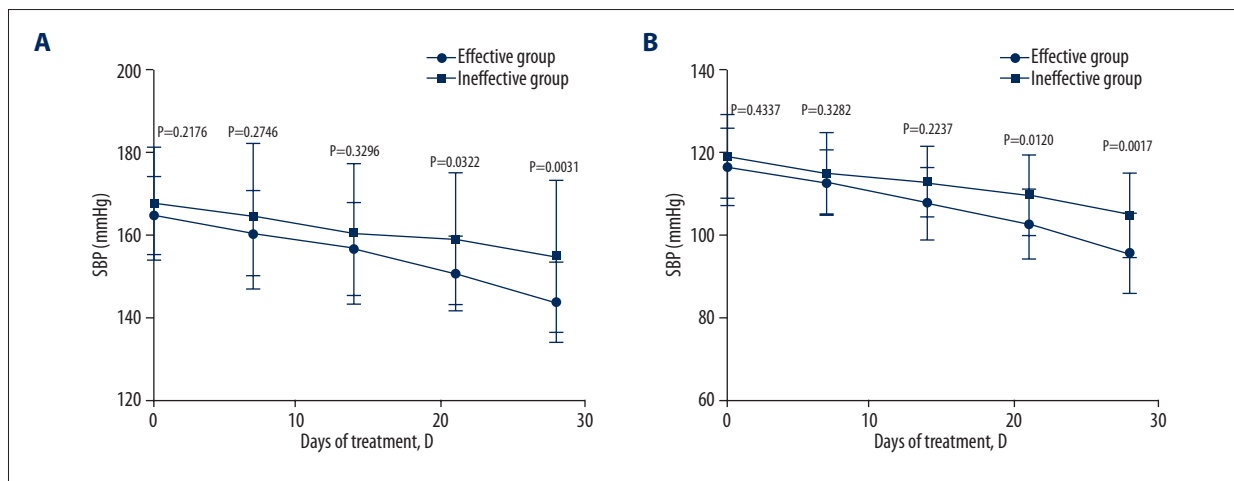 A
Effective group
Ineffective group
200
180
160
140
120
SBP (mmHg)
P=0.2176
P=0.2746
P=0.3296
P=0.0322
P=0.0031
0
10
20
30
Days of treatment, D
B
Effective group
Ineffective group
140
120
100
80
60
SBP (mmHg)
P=0.4337
P=0.3282
P=0.2237
P=0.0120
P=0.0017
0
10
20
30
Days of treatment, D